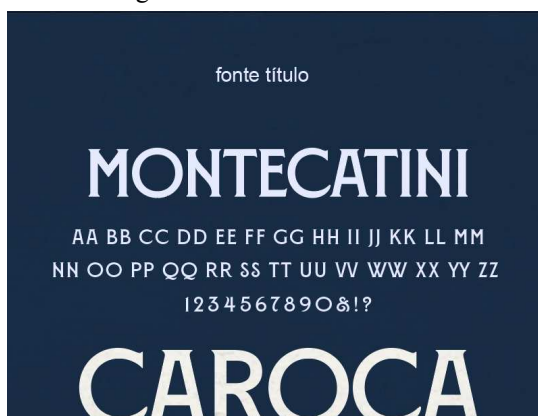 fonte título
MONTECATINI
AA BB CC DD EE FF GG HH II JJ KK LL MM
NN OO PP QQ RR SS TT UU VV WW XX YY ZZ
1234567890&!?
CAROCA